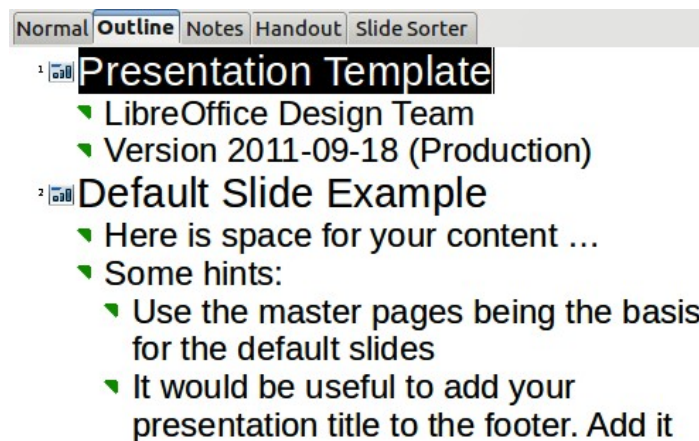 Normal Outline Notes Handout Slide Sorter
1 Presentation Template
LibreOffice Design Team
Version 2011-09-18 (Production)
2 Default Slide Example
Here is space for your content …
Some hints:
Use the master pages being the basis
for the default slides
It would be useful to add your
presentation title to the footer. Add it